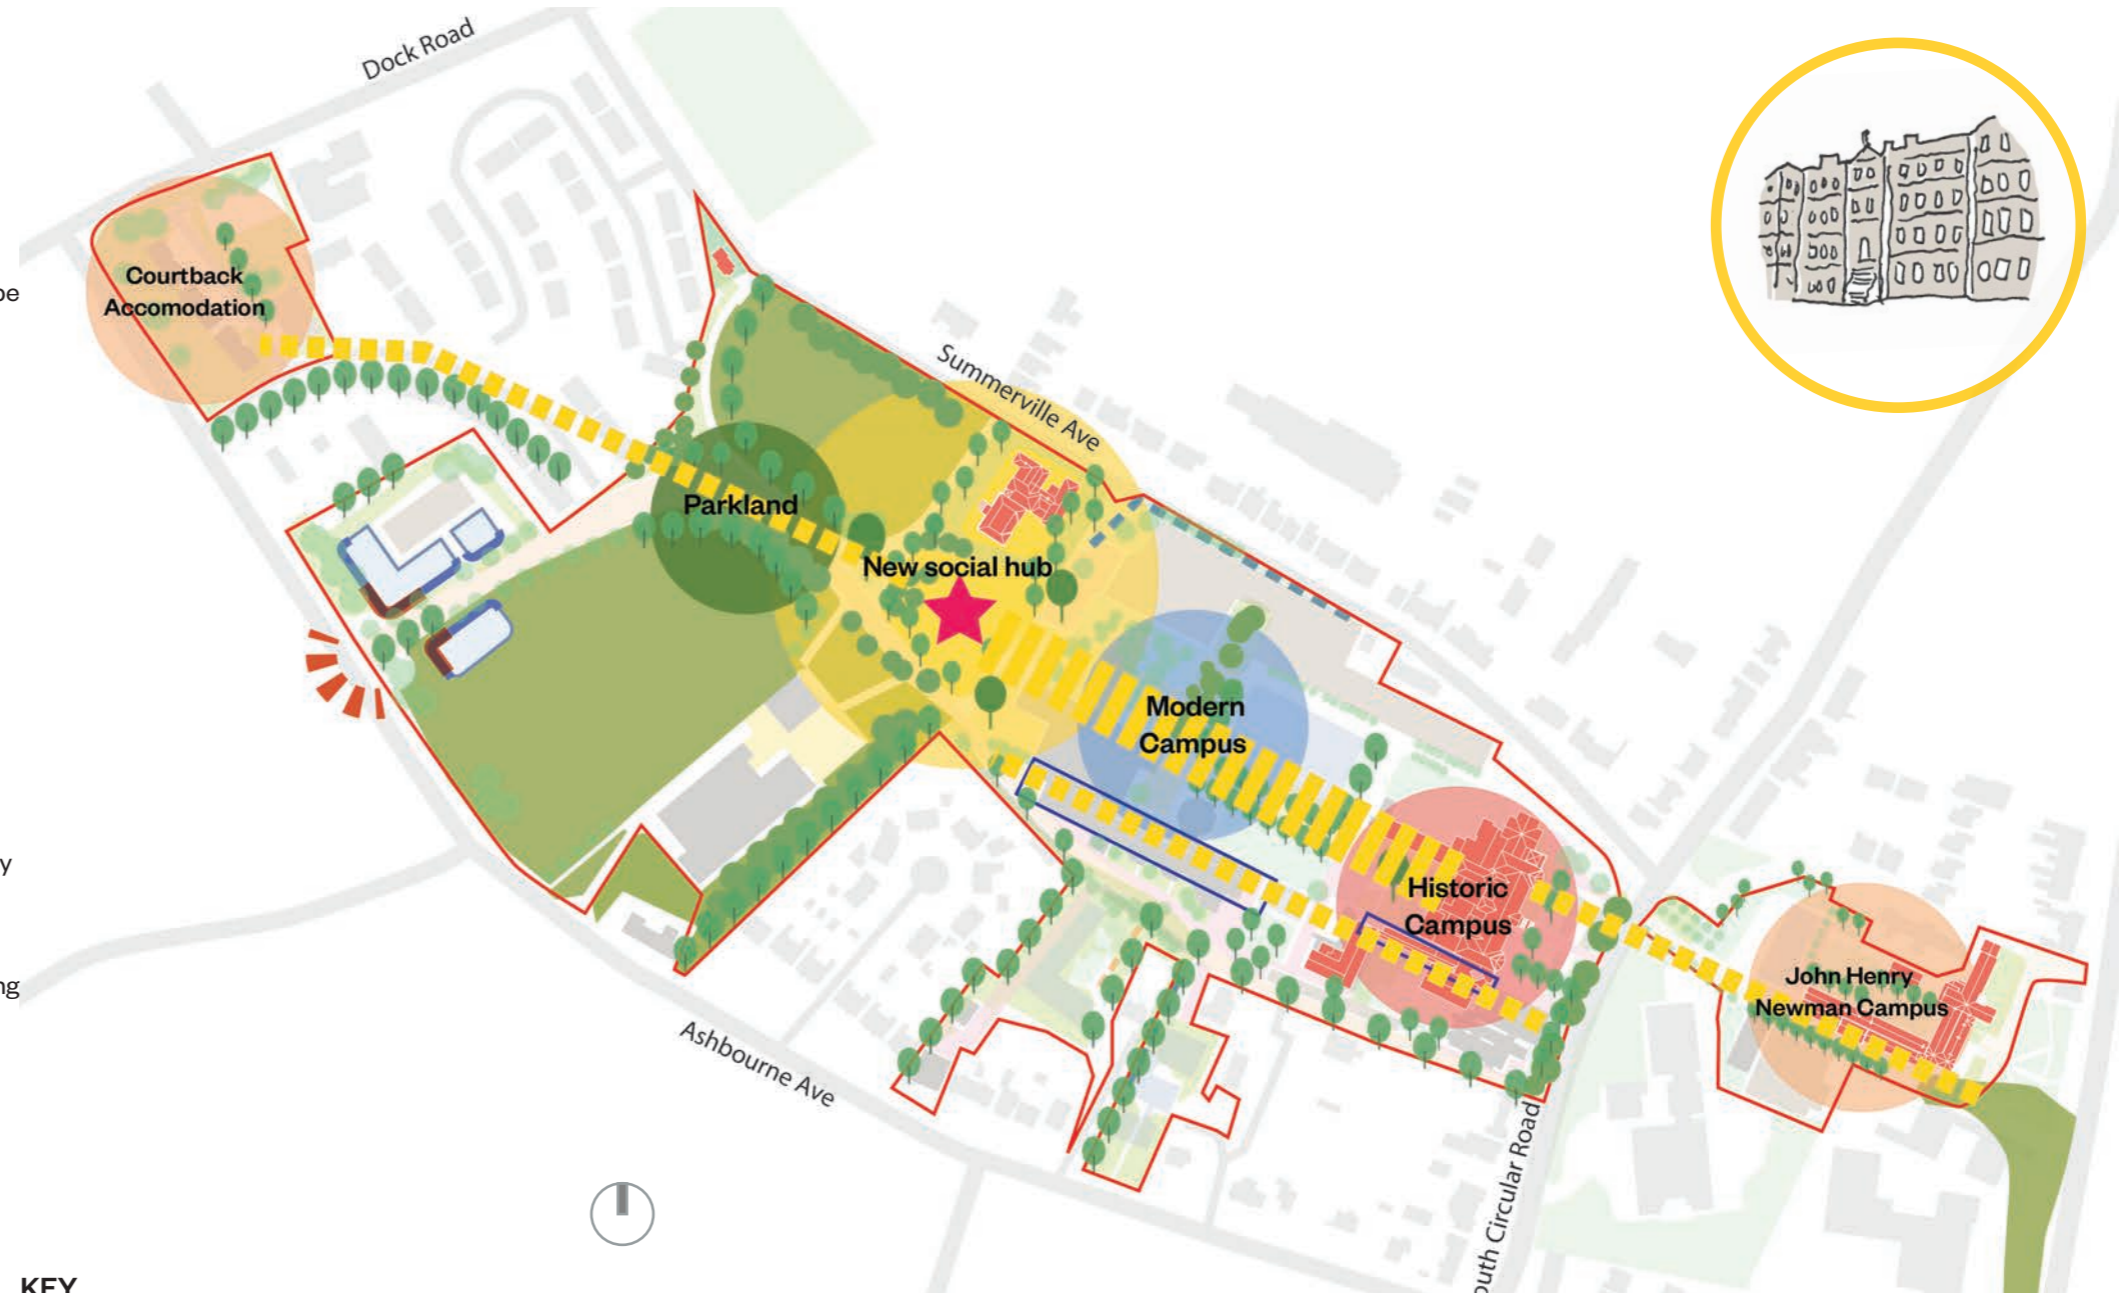 Dock Road
Courtback
Accomodation
Summerville Ave
Parkland
New social hub
Modern
Campus
Historic
Campus
John Henry
Newman Campus
Ashbourne Ave
South Circular Road
KEY